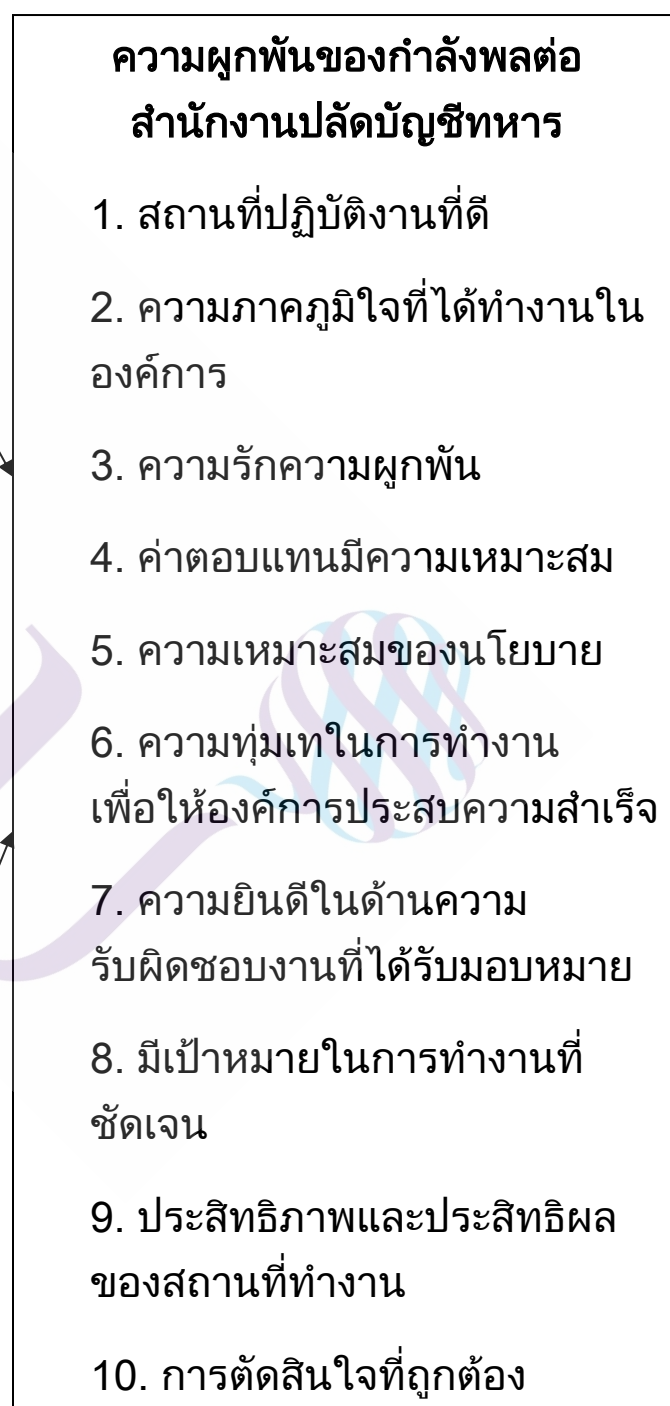 ความผูกพันของกำลังพลต่อ
สำนักงานปลัดบัญชีทหาร
1. สถานที่ปฏิบัติงานที่ดี
2. ความภาคภูมิใจที่ได้ทำงานใน
องค์การ
3. ความรักความผูกพัน
4. ค่าตอบแทนมีความเหมาะสม
5. ความเหมาะสมของนโยบาย
6. ความทุ่มเทในการทำงาน
เพื่อให้องค์การประสบความสำเร็จ
7. ความยินดีในด้านความ
รับผิดชอบงานที่ได้รับมอบหมาย
8. มีเป้าหมายในการทำงานที่
ชัดเจน
9. ประสิทธิภาพและประสิทธิผล
ของสถานที่ทำงาน
10. การตัดสินใจที่ถูกต้อง